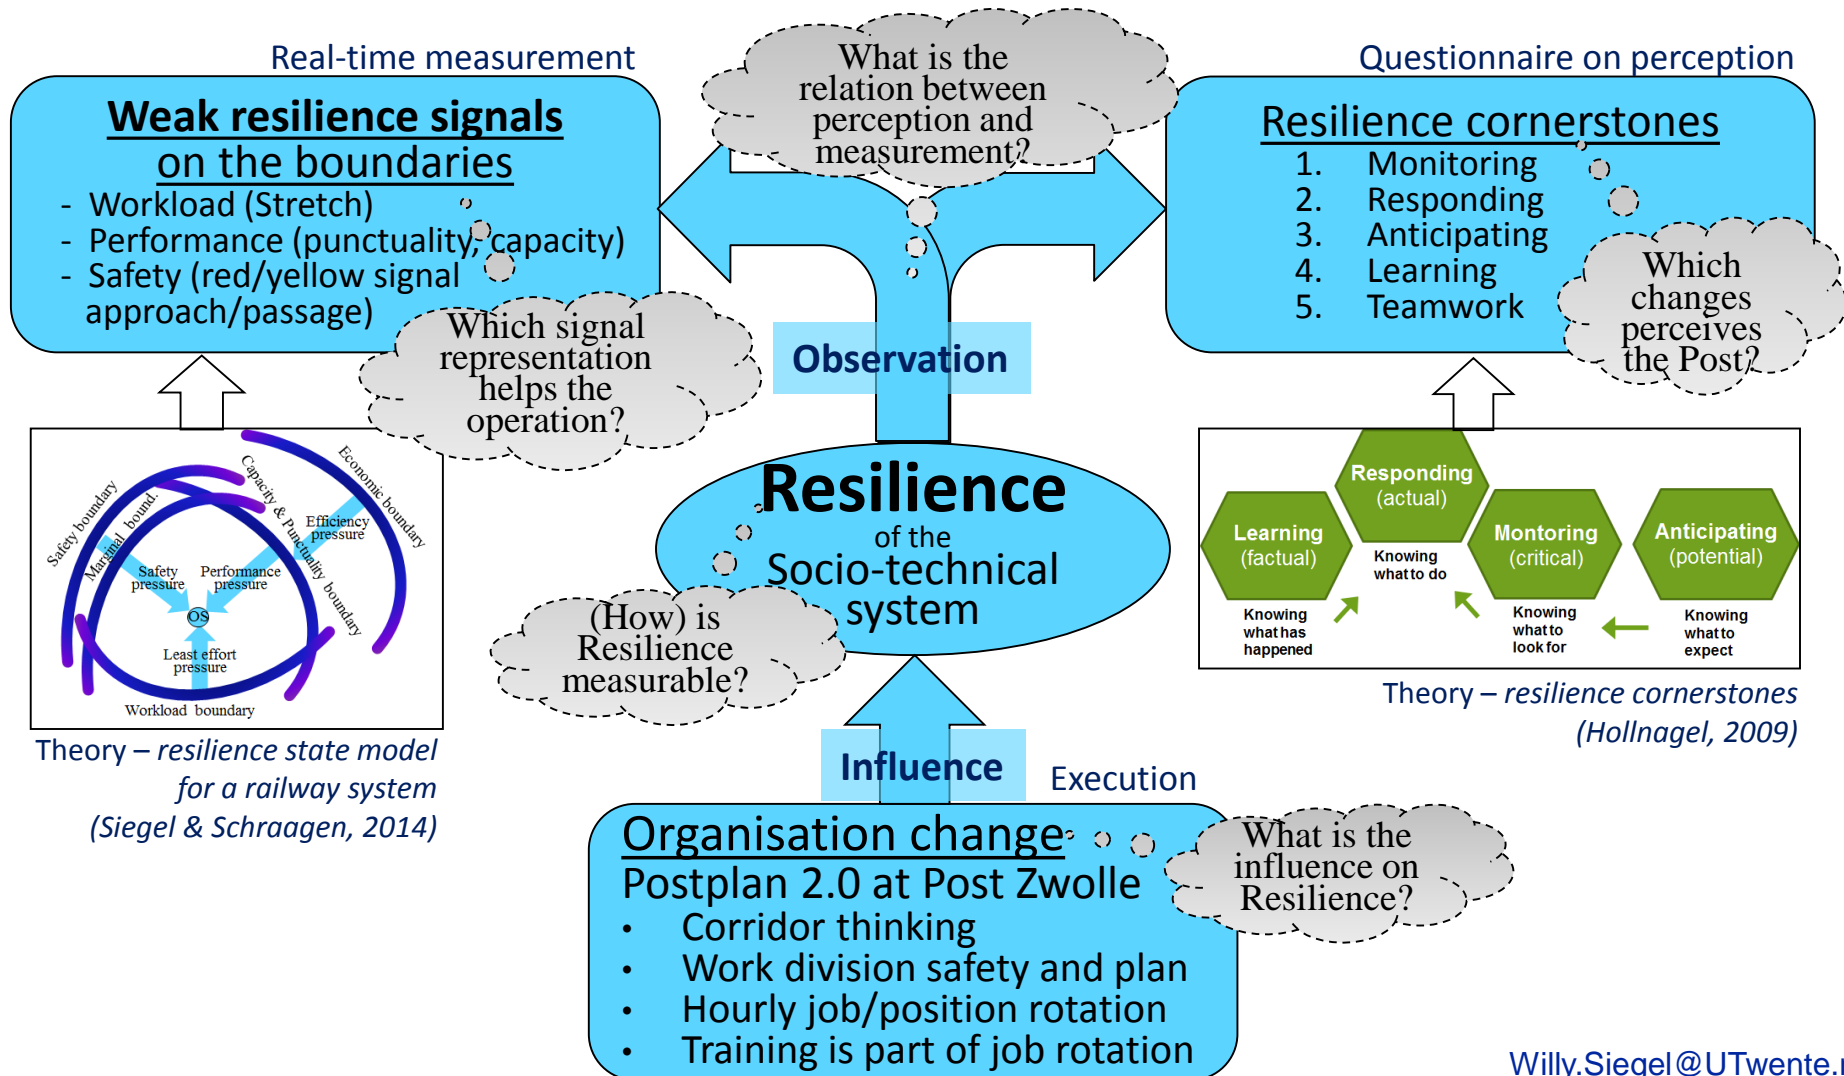 Real-time measurement
Weak resilience signals
on the boundaries
- Workload (Stretch)
- Performance (punctuality, capacity)
- Safety (red/yellow signal
approach/passage)
What is the
relation between
perception and
measurement?
Questionnaire on perception
Resilience cornerstones
1. Monitoring
2. Responding
3. Anticipating
4. Learning
5. Teamwork
Which
changes
perceives
the Post?
Which signal
representation
helps the
operation?
Observation
Safety boundary
Marginal bound.
Capacity & Punctuality boundary
Economic boundary
Efficiency
pressure
Safety
pressure
Performance
pressure
OS
Least effort
pressure
Workload boundary
Theory – resilience state model
for a railway system
(Siegel & Schraagen, 2014)
Resilience
of the
Socio-technical
system
(How) is
Resilience
measurable?
Responding
(actual)
Learning
(factual)
Montoring
(critical)
Anticipating
(potential)
Knowing
what to do
Knowing
what has
happened
Knowing
what to
look for
Knowing
what to
expect
Theory – resilience cornerstones
(Hollnagel, 2009)
Influence
Execution
Organisation change
Postplan 2.0 at Post Zwolle
• Corridor thinking
• Work division safety and plan
• Hourly job/position rotation
• Training is part of job rotation
What is the
influence on
Resilience?
Willy.Siegel@UTwente.